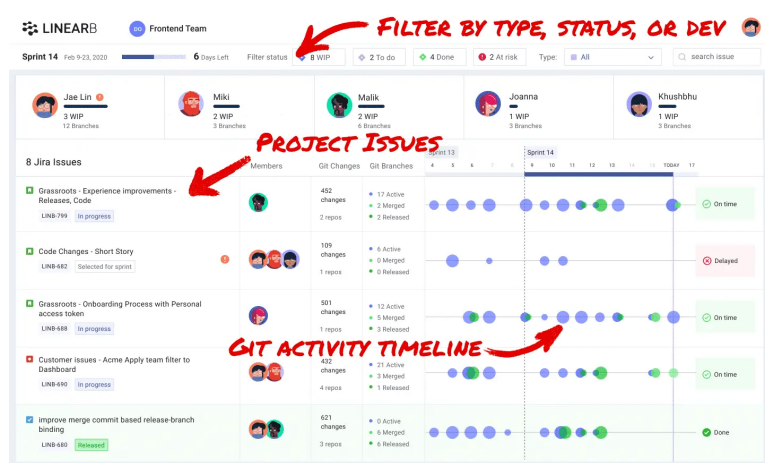 LINEARB
DO
Frontend Team
FILTER BY TYPE, STATUS, OR DEV
Sprint 14 Feb 9-23, 2020
6 Days Left
Filter status
8 WIP
2 To do
4 Done
2 At risk
Type:
All
search issue
Jae Lin
3 WIP
12 Branches
Miki
2 WIP
3 Branches
Malik
2 WIP
6 Branches
Joanna
1 WIP
3 Branches
Khushbhu
1 WIP
3 Branches
PROJECT ISSUES
8 Jira Issues
Members
Git Changes
Git Branches
Sprint 13
Sprint 14
4 5 6 7 8 9 10 11 12 13 13 14 15 TODAY 17
Grassroots - Experience improvements -
Releases, Code
LINB-799 In progress
452
changes
2 repos
17 Active
2 Merged
2 Released
On time
Code Changes - Short Story
LINB-682 Selected for sprint
109
changes
1 repos
6 Active
0 Merged
0 Released
Delayed
Grassroots - Onboarding Process with Personal
access token
LINB-688 In progress
501
changes
1 repos
12 Active
5 Merged
3 Released
On time
GIT ACTIVITY TIMELINE
Customer issues - Acme Apply team filter to
Dashboard
LINB-690 In progress
432
changes
4 repos
21 Active
3 Merged
1 Released
On time
improve merge commit based release-branch
binding
LINB-680 Released
621
changes
3 repos
0 Active
6 Merged
6 Released
Done